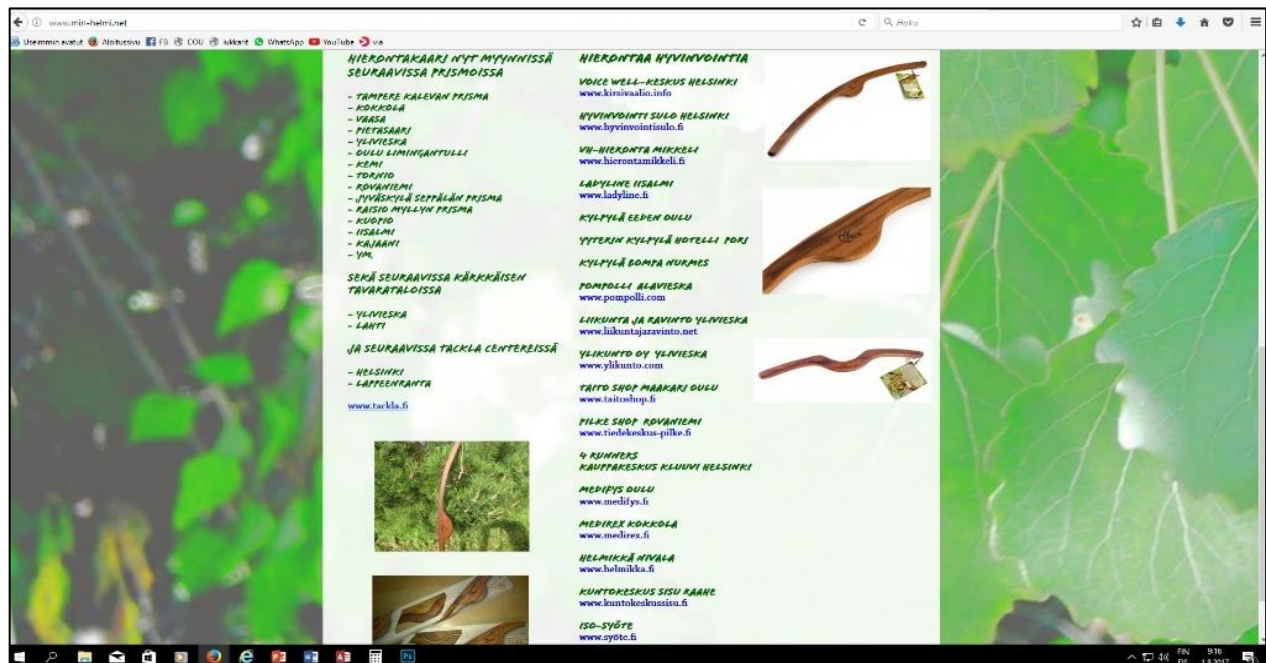 www.min-helmi.net
Haku
Useimmin avatut Aloitussivu FB COU lukkarit WhatsApp YouTube via
HIERONTAKAARI NYT MYYNNISSÄ
SEURAAVISSA PRISMOISSA
- TAMPERE KALEVAN PRISMA
- KOKKOLA
- VAASA
- PIETASAARI
- YLIVIESKA
- OULU LIMINGANTULLI
- KEMI
- TORNIO
- ROVANIEMI
- JYVÄSKYLÄ SEPPÄLÄN PRISMA
- RAISIO MYLLYN PRISMA
- KUOPIO
- IISALMI
- KAJAANI
- YM.
SEKÄ SEURAAVISSA KÄRKKÄISEN
TAVARATALOISSA
- YLIVIESKA
- LAHTI
JA SEURAAVISSA TACKLA CENTEREISSÄ
- HELSINKI
- LAPPEENRANTA
www.tackla.fi
HIERONTAA HYVINVOINTIA
VOICE WELL-KESKUS HELSINKI
www.kirsivaalio.info
HYVINVOINTI SULO HELSINKI
www.hyvinvointisulo.fi
VH-HIERONTA MIKKELI
www.hierontamikkeli.fi
LADYLINE IISALMI
www.ladyline.fi
KYLPYLÄ EEDEN OULU
YYTERIN KYLPYLÄ HOTELLI PORI
KYLPYLÄ BOMPA NURMES
POMPOLLI ALAVIESKA
www.pompolli.com
LIIKUNTA JA RAVINTO YLIVIESKA
www.liikuntajaravinto.net
YLIKUNTO OY YLIVIESKA
www.ylikunto.com
TAITO SHOP MAAKARI OULU
www.taitoshop.fi
PILKE SHOP ROVANIEMI
www.tiedekeskus-pilke.fi
4 RUNNERS
KAUPPAKESKUS KLUUVI HELSINKI
MEDIFYS OULU
www.medifys.fi
MEDIREX KOKKOLA
www.medirex.fi
HELMIKKÄ NIVALA
www.helmikka.fi
KUNTOKESKUS SISU RAAHE
www.kuntokeskussisu.fi
ISO-SYÖTE
www.syöte.fi
FIN 9:16